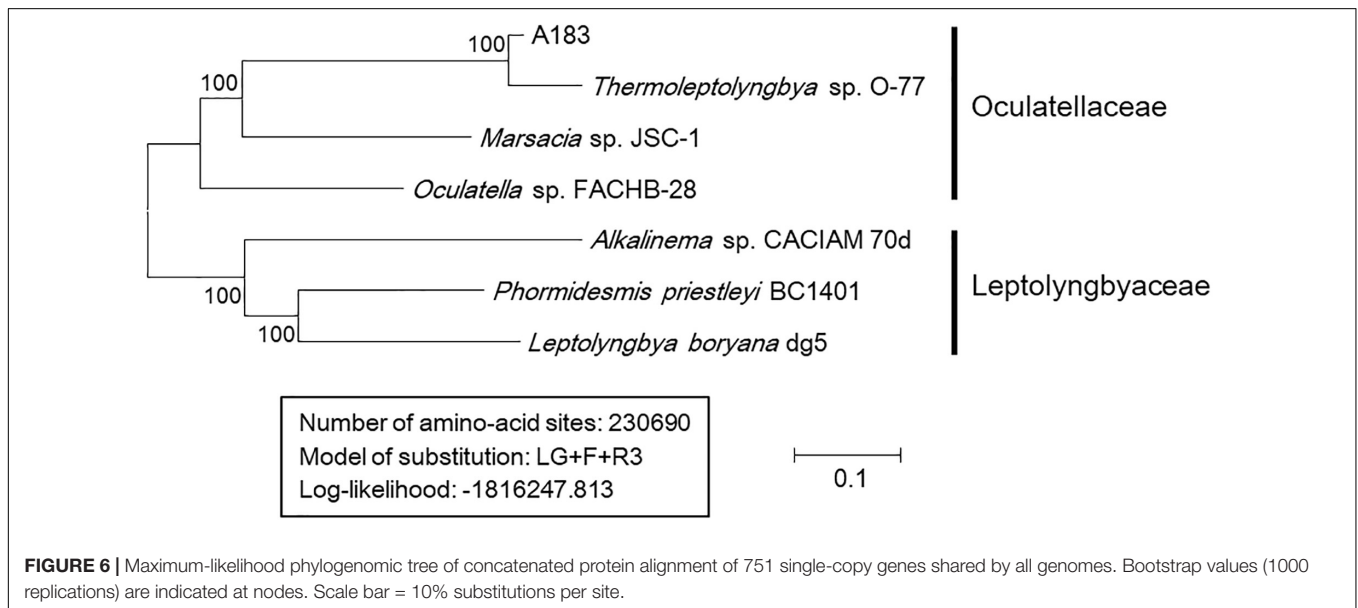 100
A183
100
Thermoleptolyngbya sp. O-77
Oculatellaceae
Marsacia sp. JSC-1
Oculatella sp. FACHB-28
Alkalinema sp. CACIAM 70d
100
Phormidesmis priestleyi BC1401
Leptolyngbyaceae
100
Leptolyngbya boryana dg5
Number of amino-acid sites: 230690
Model of substitution: LG+F+R3
Log-likelihood: -1816247.813
0.1
FIGURE 6 | Maximum-likelihood phylogenomic tree of concatenated protein alignment of 751 single-copy genes shared by all genomes. Bootstrap values (1000
replications) are indicated at nodes. Scale bar = 10% substitutions per site.